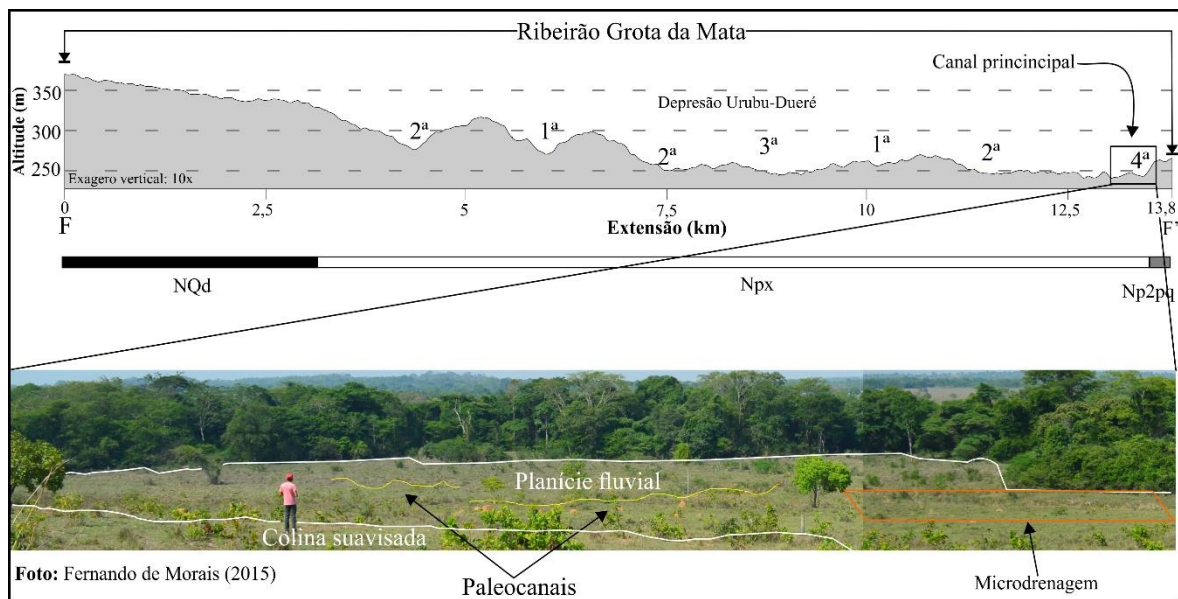 Ribeirão Grota da Mata
Canal princincipal
Depresão Urubu-Dueré
Altitude (m)
350
300
250
2ª
1ª
2ª
3ª
1ª
2ª
4ª
Exagero vertical: 10x
0
2,5
5
7,5
10
12,5
13,8
F
Extensão (km)
F'
NQd
Npx
Np2pq
Planície fluvial
Colina suavisada
Foto: Fernando de Morais (2015)
Paleocanais
Microdrenagem